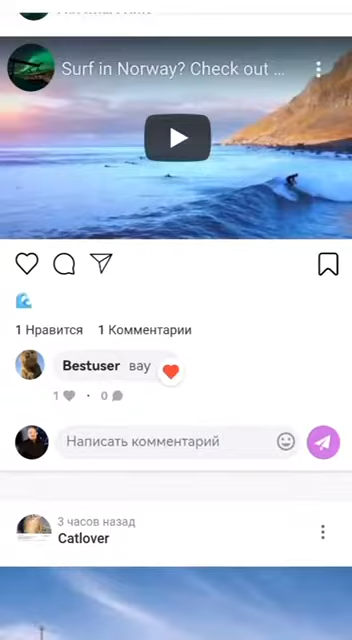 Surf in Norway? Check out ...
1 Нравится 1 Комментарии
Bestuser вау
1 · 0
Написать комментарий
3 часов назад
Catlover